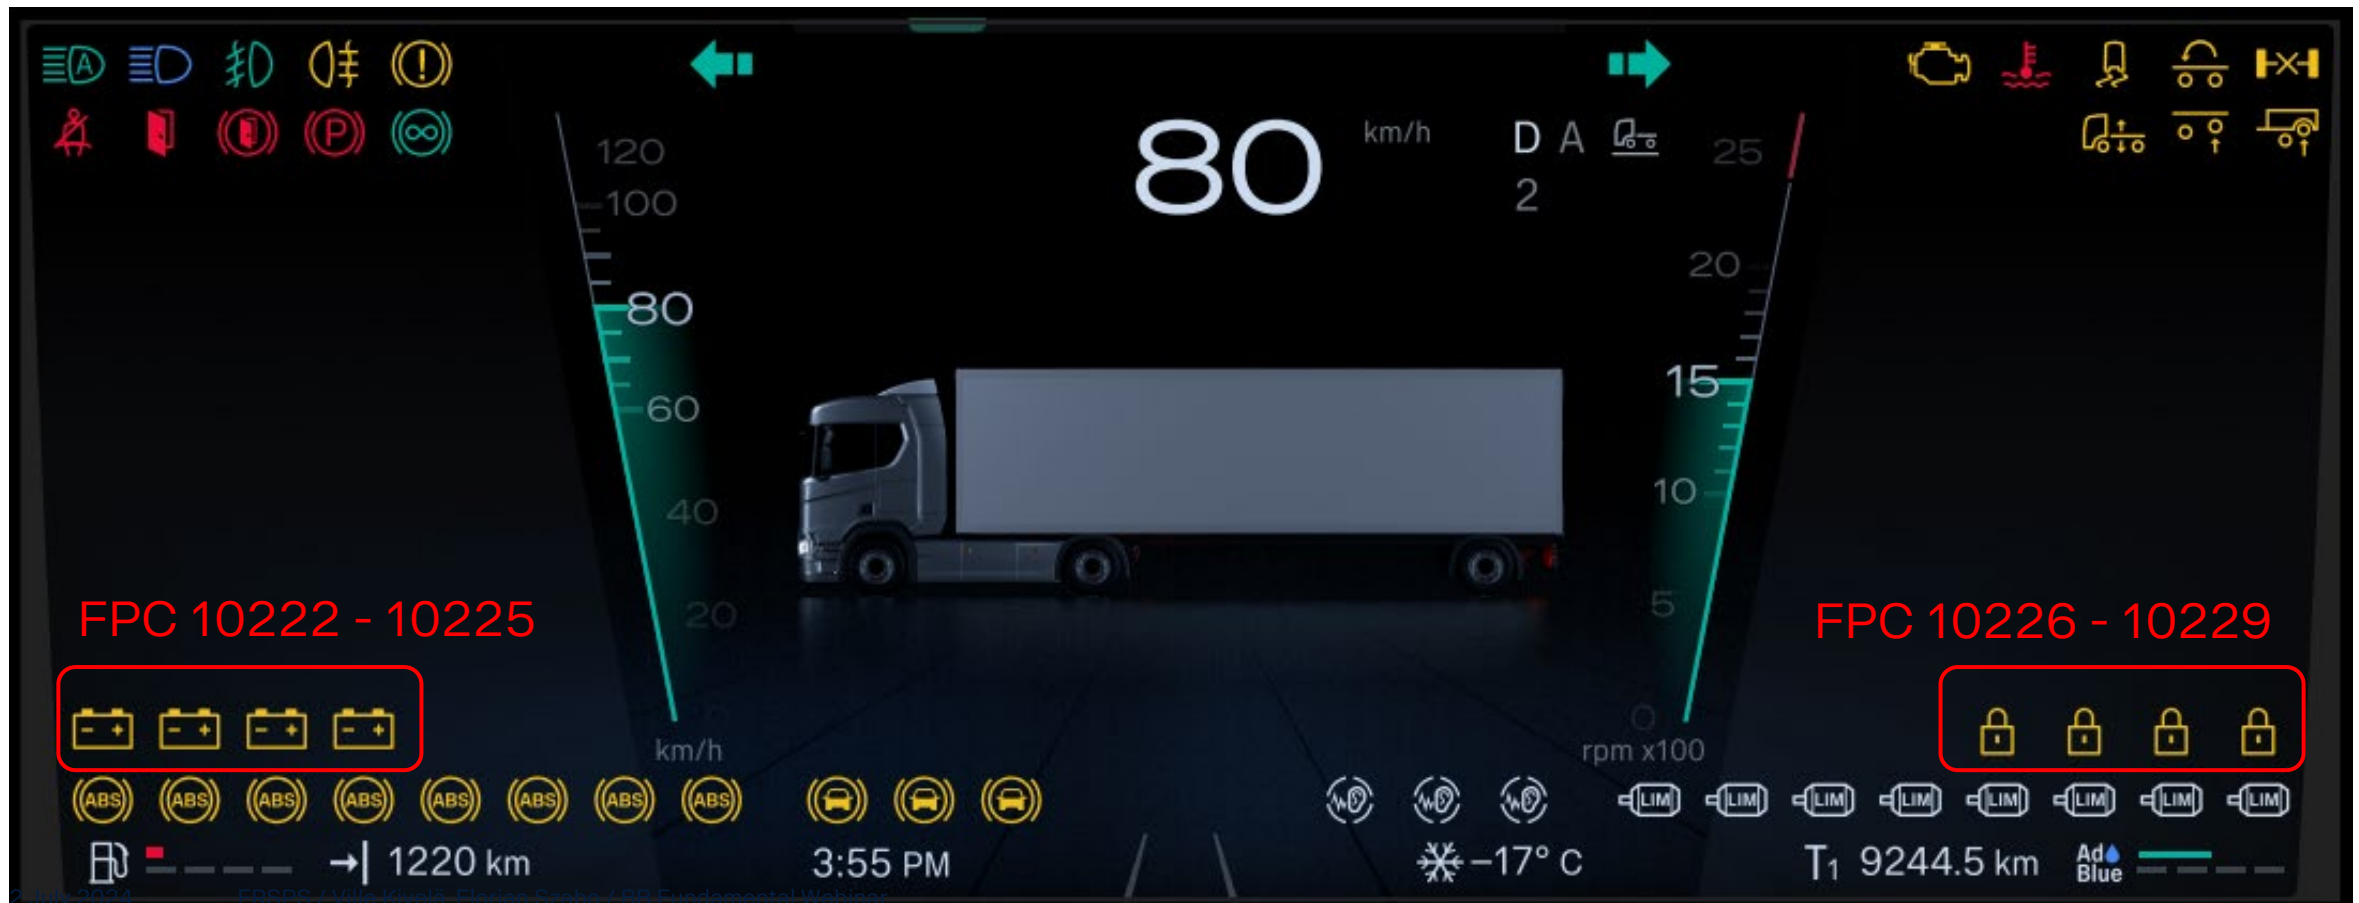 A
P
80 km/h D A
2
120
100
80
60
40
20
km/h
25
20
15
10
5
0
rpm x100
FPC 10222 - 10225
FPC 10226 - 10229
- + - + - + - +
ABS ABS ABS ABS ABS ABS ABS ABS
LIM LIM LIM LIM LIM LIM LIM LIM
1220 km 3:55 PM −17° C T1 9244.5 km Ad Blue